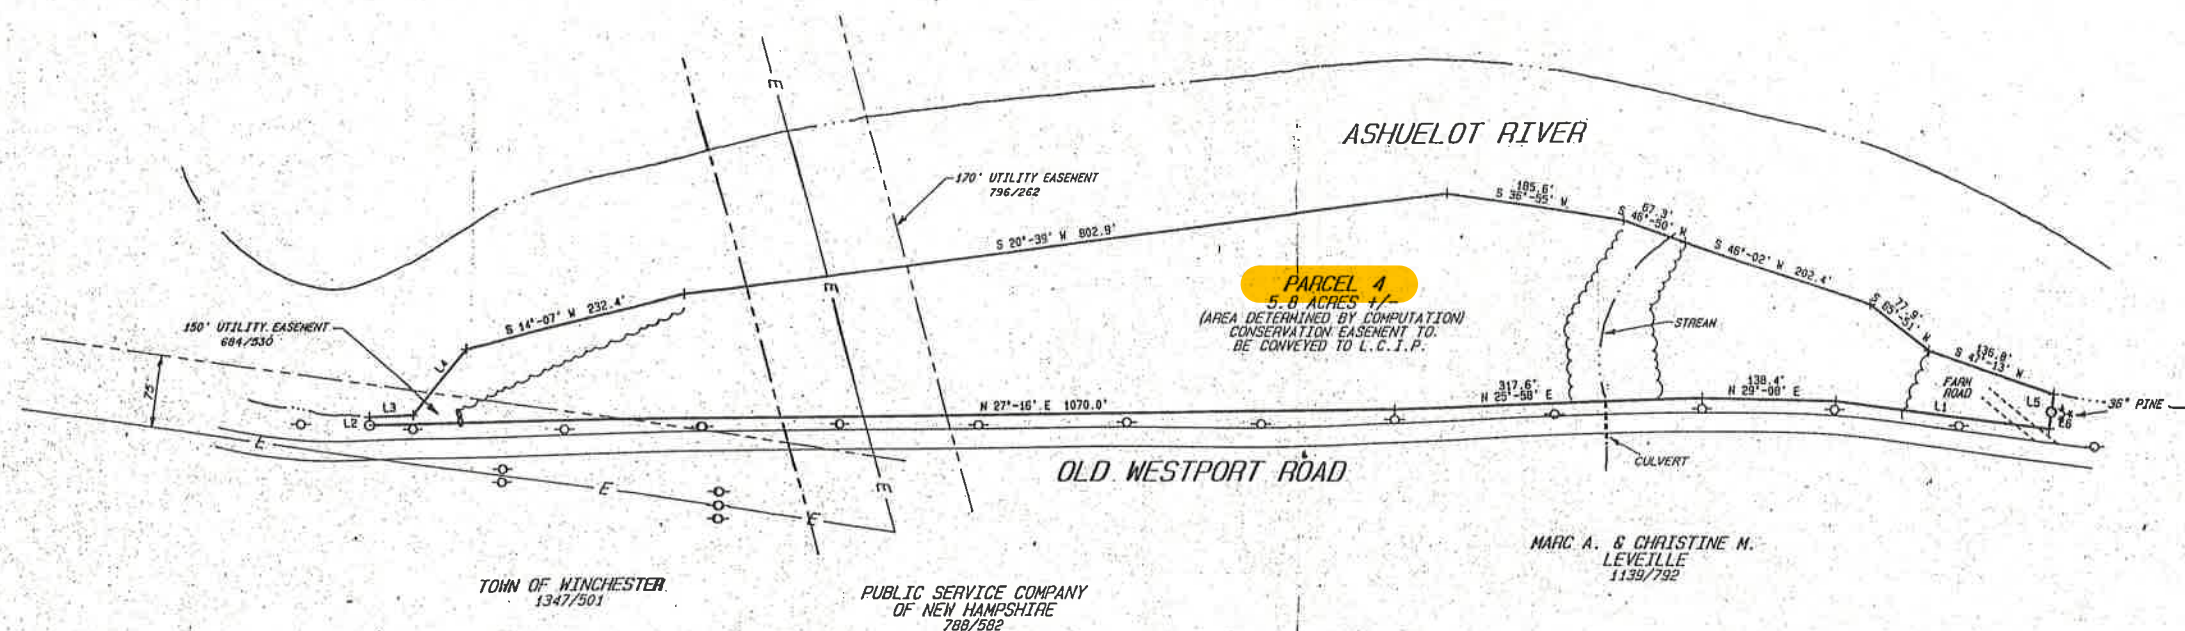 ASHUELOT RIVER
170' UTILITY EASEMENT
796/262
185.6'
S 36°-55' W
67.3'
S 46°-50' W
S 20°-39' W 802.9'
S 46°-02' W 202.4'
PARCEL 4
5.8 ACRES +/-
(AREA DETERMINED BY COMPUTATION)
CONSERVATION EASEMENT TO
BE CONVEYED TO L.C.I.P.
S 14°-07' W 232.4'
77.9'
S 65°-51' W
150' UTILITY EASEMENT
684/530
STREAM
136.8'
S 47°-13' W
L4
75'
FARM
ROAD
317.6'
N 25°-58' E
138.4'
N 29°-08' E
L3
N 27°-16' E 1070.0'
L1
L5
36" PINE
L2
L6
E
E
E
E
E
E
OLD WESTPORT ROAD
CULVERT
MARC A. & CHRISTINE M.
LEVEILLE
1139/792
TOWN OF WINCHESTER
1347/501
PUBLIC SERVICE COMPANY
OF NEW HAMPSHIRE
788/582